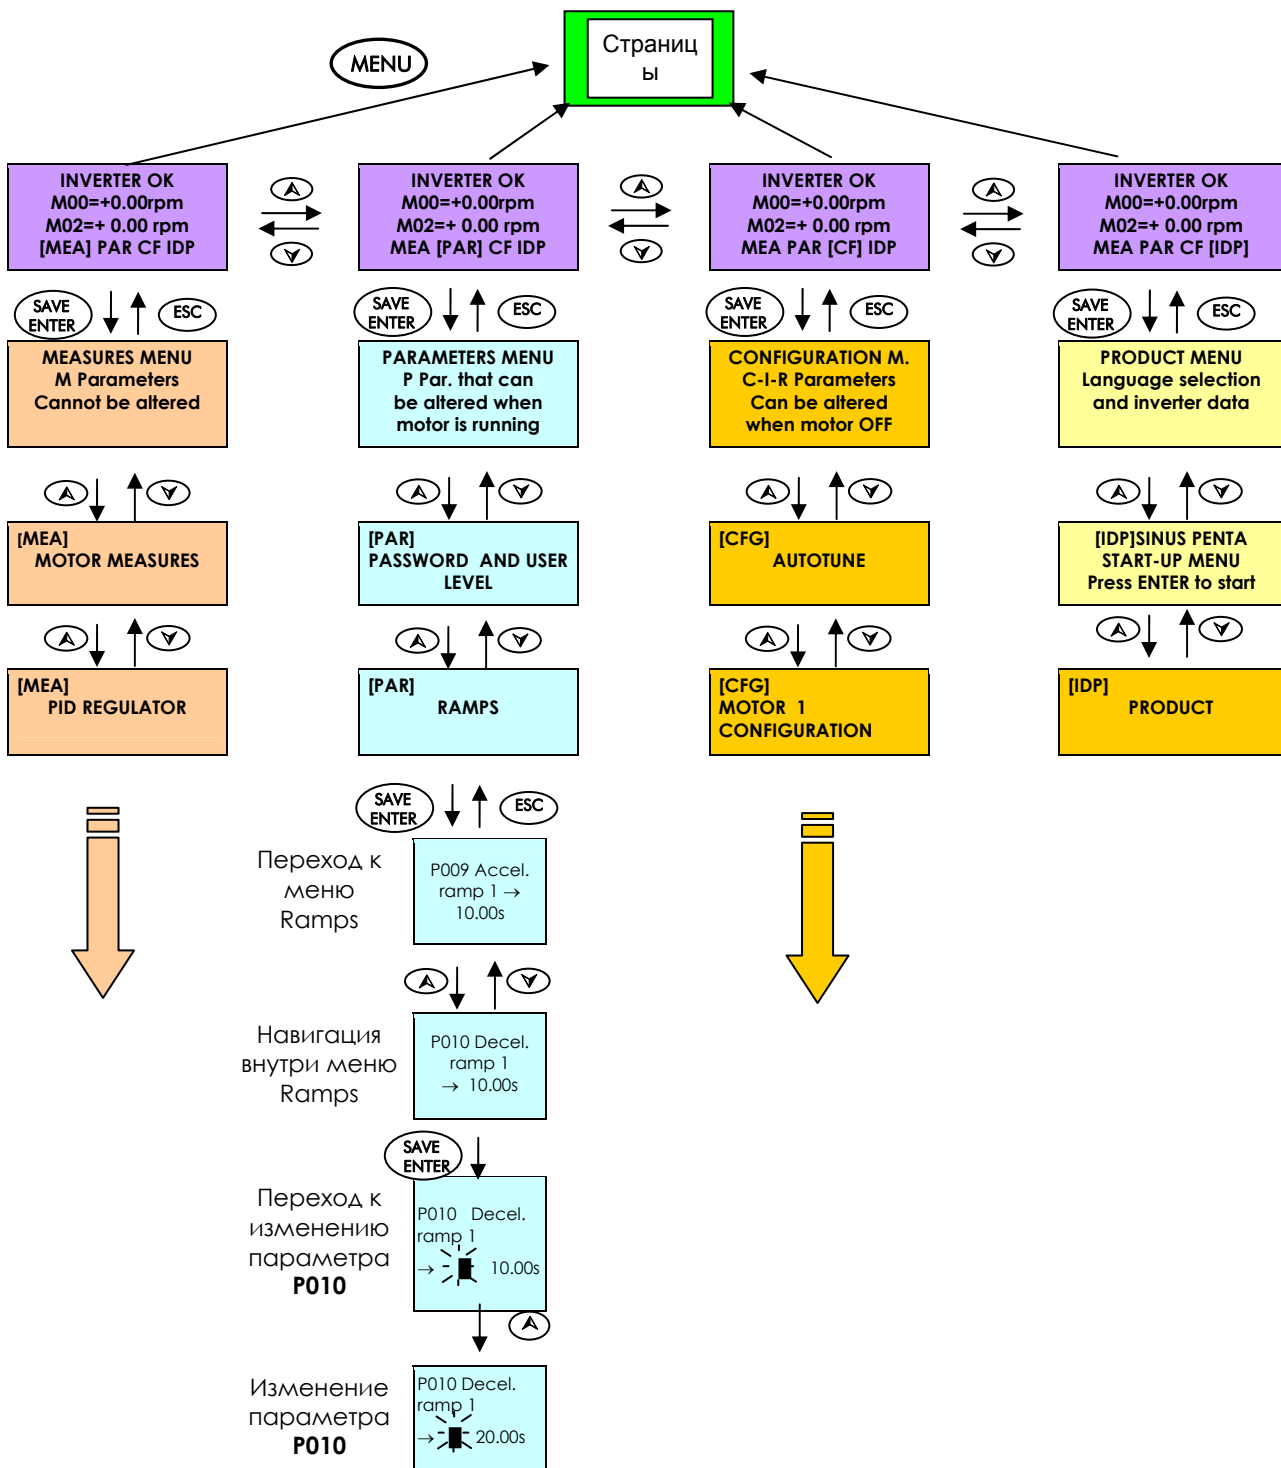 MENU
Страниц
ы
INVERTER OK
M00=+0.00rpm
M02=+ 0.00 rpm
[MEA] PAR CF IDP
INVERTER OK
M00=+0.00rpm
M02=+ 0.00 rpm
MEA [PAR] CF IDP
INVERTER OK
M00=+0.00rpm
M02=+ 0.00 rpm
MEA PAR [CF] IDP
INVERTER OK
M00=+0.00rpm
M02=+ 0.00 rpm
MEA PAR CF [IDP]
SAVE
ENTER
ESC
SAVE
ENTER
ESC
SAVE
ENTER
ESC
SAVE
ENTER
ESC
MEASURES MENU
M Parameters
Cannot be altered
PARAMETERS MENU
P Par. that can
be altered when
motor is running
CONFIGURATION M.
C-I-R Parameters
Can be altered
when motor OFF
PRODUCT MENU
Language selection
and inverter data
[MEA]
MOTOR MEASURES
[PAR]
PASSWORD AND USER
LEVEL
[CFG]
AUTOTUNE
[IDP]SINUS PENTA
START-UP MENU
Press ENTER to start
[MEA]
PID REGULATOR
[PAR]
RAMPS
[CFG]
MOTOR 1
CONFIGURATION
[IDP]
PRODUCT
SAVE
ENTER
ESC
Переход к
меню
Ramps
P009 Accel.
ramp 1 →
10.00s
Навигация
внутри меню
Ramps
P010 Decel.
ramp 1
→ 10.00s
SAVE
ENTER
Переход к
изменению
параметра
P010
P010 Decel.
ramp 1
→ 10.00s
Изменение
параметра
P010
P010 Decel.
ramp 1
→ 20.00s